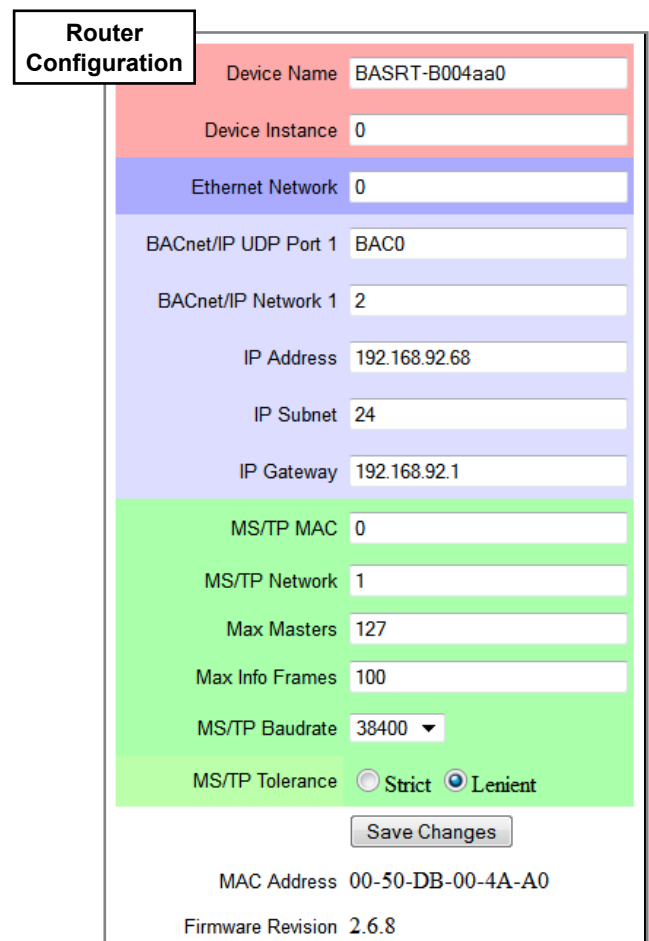 Router
Configuration
Device Name BASRT-B004aa0
Device Instance 0
Ethernet Network 0
BACnet/IP UDP Port 1 BAC0
BACnet/IP Network 1 2
IP Address 192.168.92.68
IP Subnet 24
IP Gateway 192.168.92.1
MS/TP MAC 0
MS/TP Network 1
Max Masters 127
Max Info Frames 100
MS/TP Baudrate 38400
MS/TP Tolerance Strict Lenient
Save Changes
MAC Address 00-50-DB-00-4A-A0
Firmware Revision 2.6.8